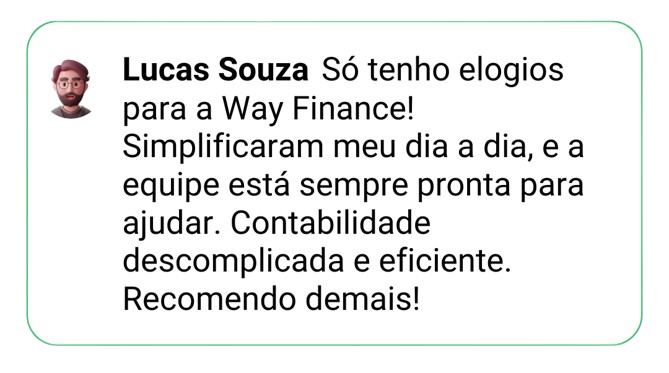 Lucas Souza Só tenho elogios
para a Way Finance!
Simplificaram meu dia a dia, e a
equipe está sempre pronta para
ajudar. Contabilidade
descomplicada e eficiente.
Recomendo demais!